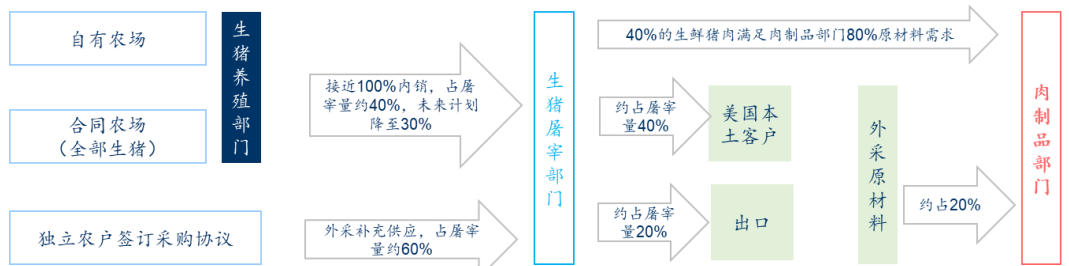 自有农场
合同农场
（全部生猪）
独立农户签订采购协议
生猪养殖部门
接近100%内销，占屠
宰量约40%，未来计划
降至30%
外采补充供应，占屠宰
量约60%
生猪屠宰部门
40%的生鲜猪肉满足肉制品部门80%原材料需求
约占屠宰
量40%
美国本
土客户
约占屠宰
量20%
出口
外采原材料
约占20%
肉制品部门